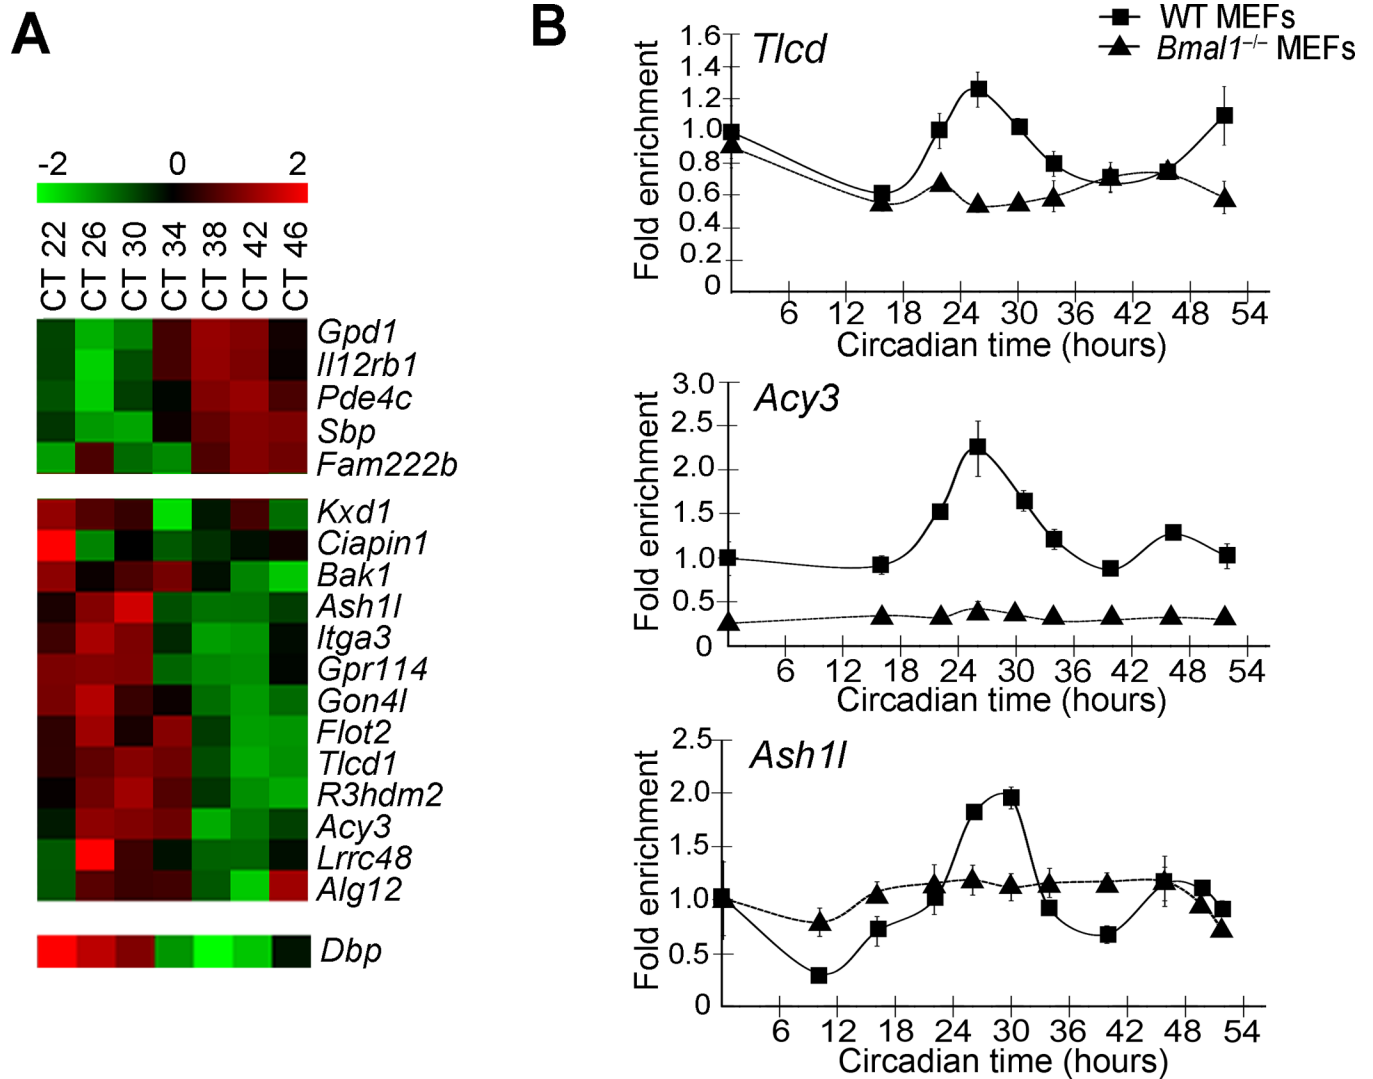 A
-2 0 2
CT 22
CT 26
CT 30
CT 34
CT 38
CT 42
CT 46
Gpd1
Il12rb1
Pde4c
Sbp
Fam222b
Kxd1
Ciapin1
Bak1
Ash1l
Itga3
Gpr114
Gon4l
Flot2
Tlcd1
R3hdm2
Acy3
Lrrc48
Alg12
Dbp
B
WT MEFs
Bmal1–/– MEFs
Tlcd
Fold enrichment
1.6
1.4
1.2
1.0
0.8
0.6
0.4
0.2
0
6 12 18 24 30 36 42 48 54
Circadian time (hours)
Acy3
Fold enrichment
3.0
2.5
2.0
1.5
1.0
0.5
0
6 12 18 24 30 36 42 48 54
Circadian time (hours)
Ash1l
Fold enrichment
2.5
2.0
1.5
1.0
0.5
0
6 12 18 24 30 36 42 48 54
Circadian time (hours)